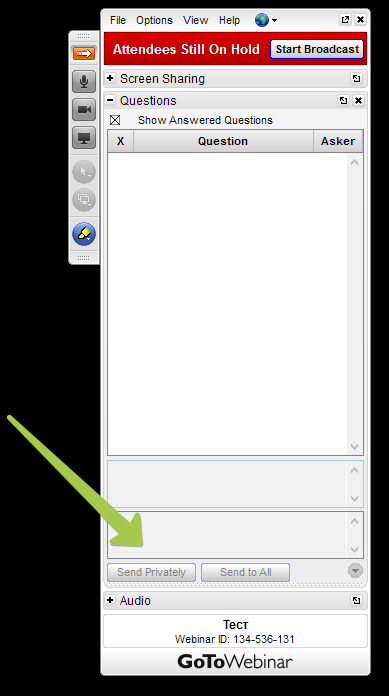 File Options View Help
Attendees Still On Hold Start Broadcast
Screen Sharing
Questions
Show Answered Questions
X Question Asker
Send Privately Send to All
Audio
Тест
Webinar ID: 134-536-131
GoToWebinar